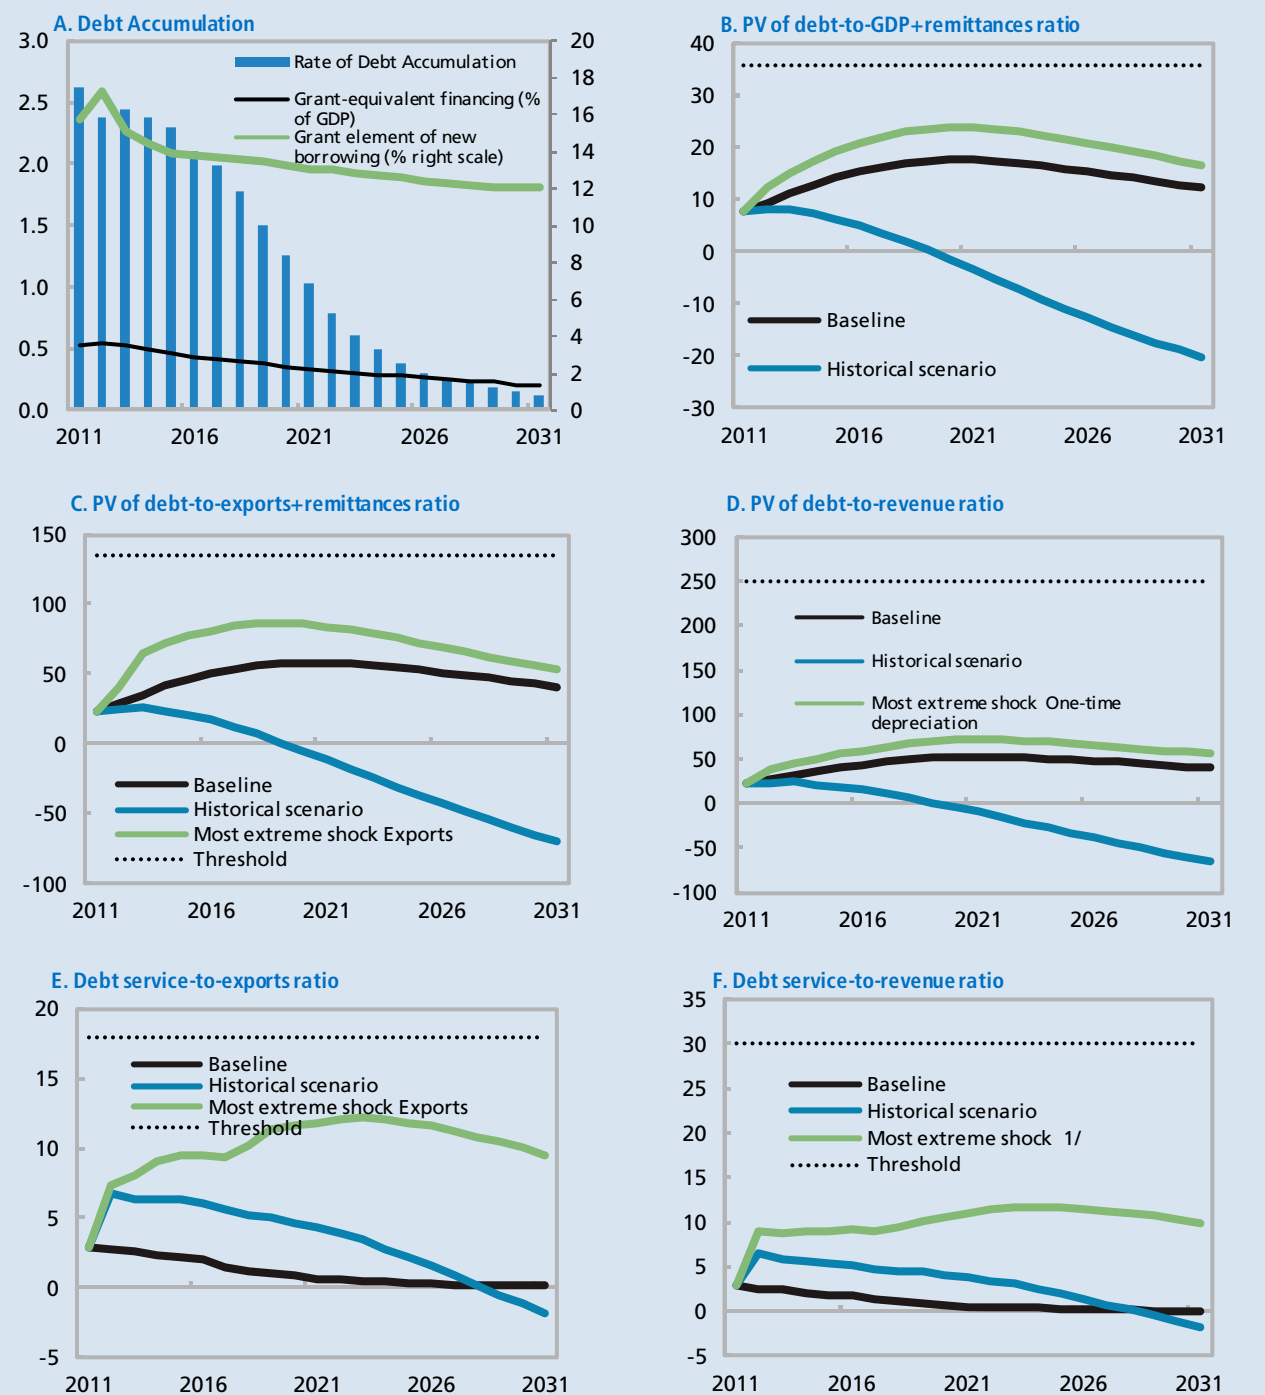 A. Debt Accumulation
3.0
2.5
2.0
1.5
1.0
0.5
0.0
20
18
16
14
12
10
8
6
4
2
0
Rate of Debt Accumulation
Grant-equivalent financing (%
of GDP)
Grant element of new
borrowing (% right scale)
2011 2016 2021 2026 2031
B. PV of debt-to-GDP+remittances ratio
40
30
20
10
0
-10
-20
-30
Baseline
Historical scenario
2011 2016 2021 2026 2031
C. PV of debt-to-exports+remittances ratio
150
100
50
0
-50
-100
Baseline
Historical scenario
Most extreme shock Exports
Threshold
2011 2016 2021 2026 2031
D. PV of debt-to-revenue ratio
300
250
200
150
100
50
0
-50
-100
Baseline
Historical scenario
Most extreme shock One-time
depreciation
2011 2016 2021 2026 2031
E. Debt service-to-exports ratio
20
15
10
5
0
-5
Baseline
Historical scenario
Most extreme shock Exports
Threshold
2011 2016 2021 2026 2031
F. Debt service-to-revenue ratio
35
30
25
20
15
10
5
0
-5
Baseline
Historical scenario
Most extreme shock 1/
Threshold
2011 2016 2021 2026 2031